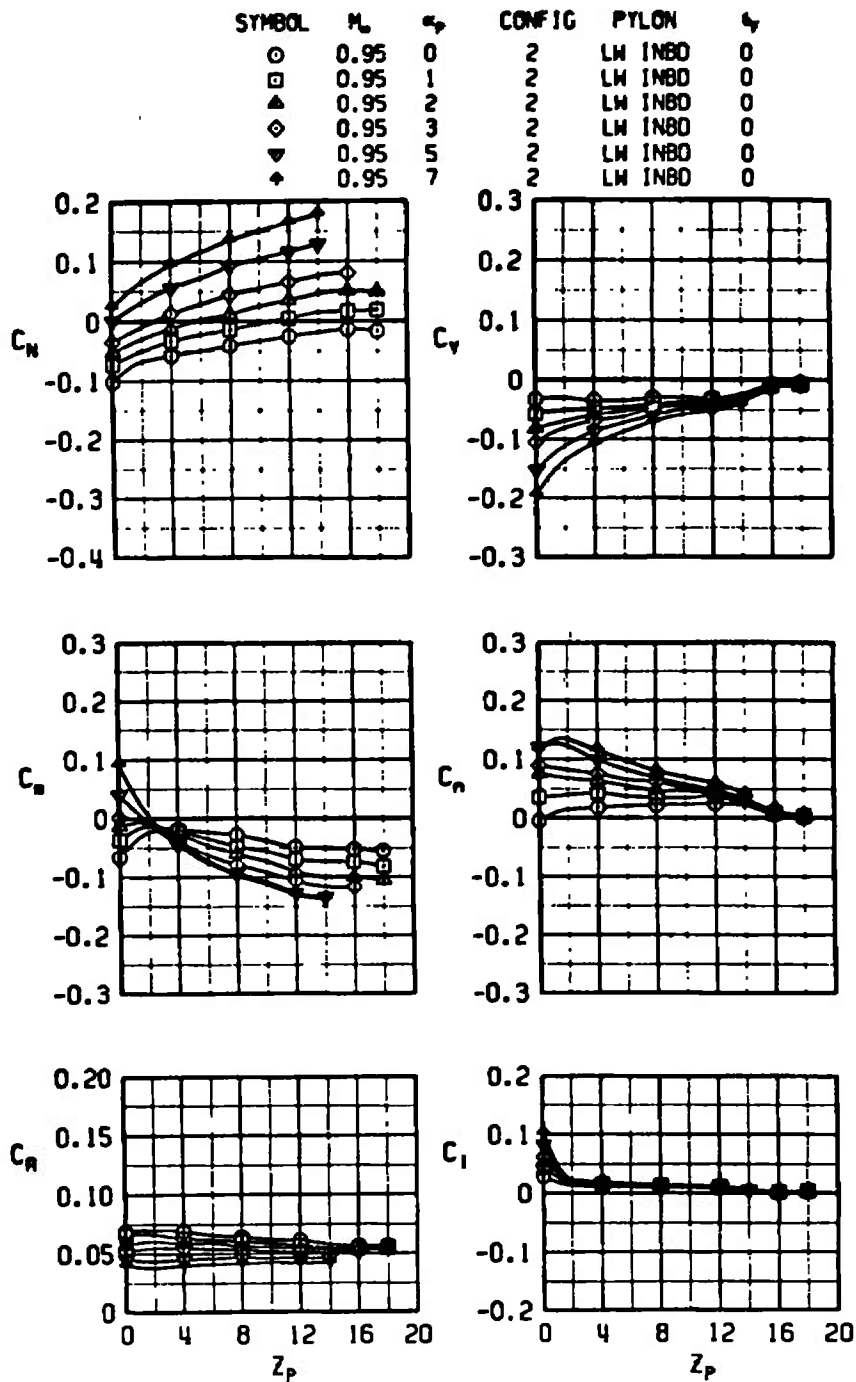 SYMBOL M∞ αP CONFIG PYLON
0.95 0 2 LW INBD 0
0.95 1 2 LW INBD 0
0.95 2 2 LW INBD 0
0.95 3 2 LW INBD 0
0.95 5 2 LW INBD 0
0.95 7 2 LW INBD 0
0.2 0.1 0 -0.1 -0.2 -0.3 -0.4
CN
0 4 8 12 16 20
0.3 0.2 0.1 0 -0.1 -0.2 -0.3
CY
0.3 0.2 0.1 0 -0.1 -0.2 -0.3
Cm
0.3 0.2 0.1 0 -0.1 -0.2 -0.3
Cn
0.20 0.15 0.10 0.05 0
CA
0 4 8 12 16 20
ZP
0.2 0.1 0 -0.1 -0.2
Cl
0 4 8 12 16 20
ZP